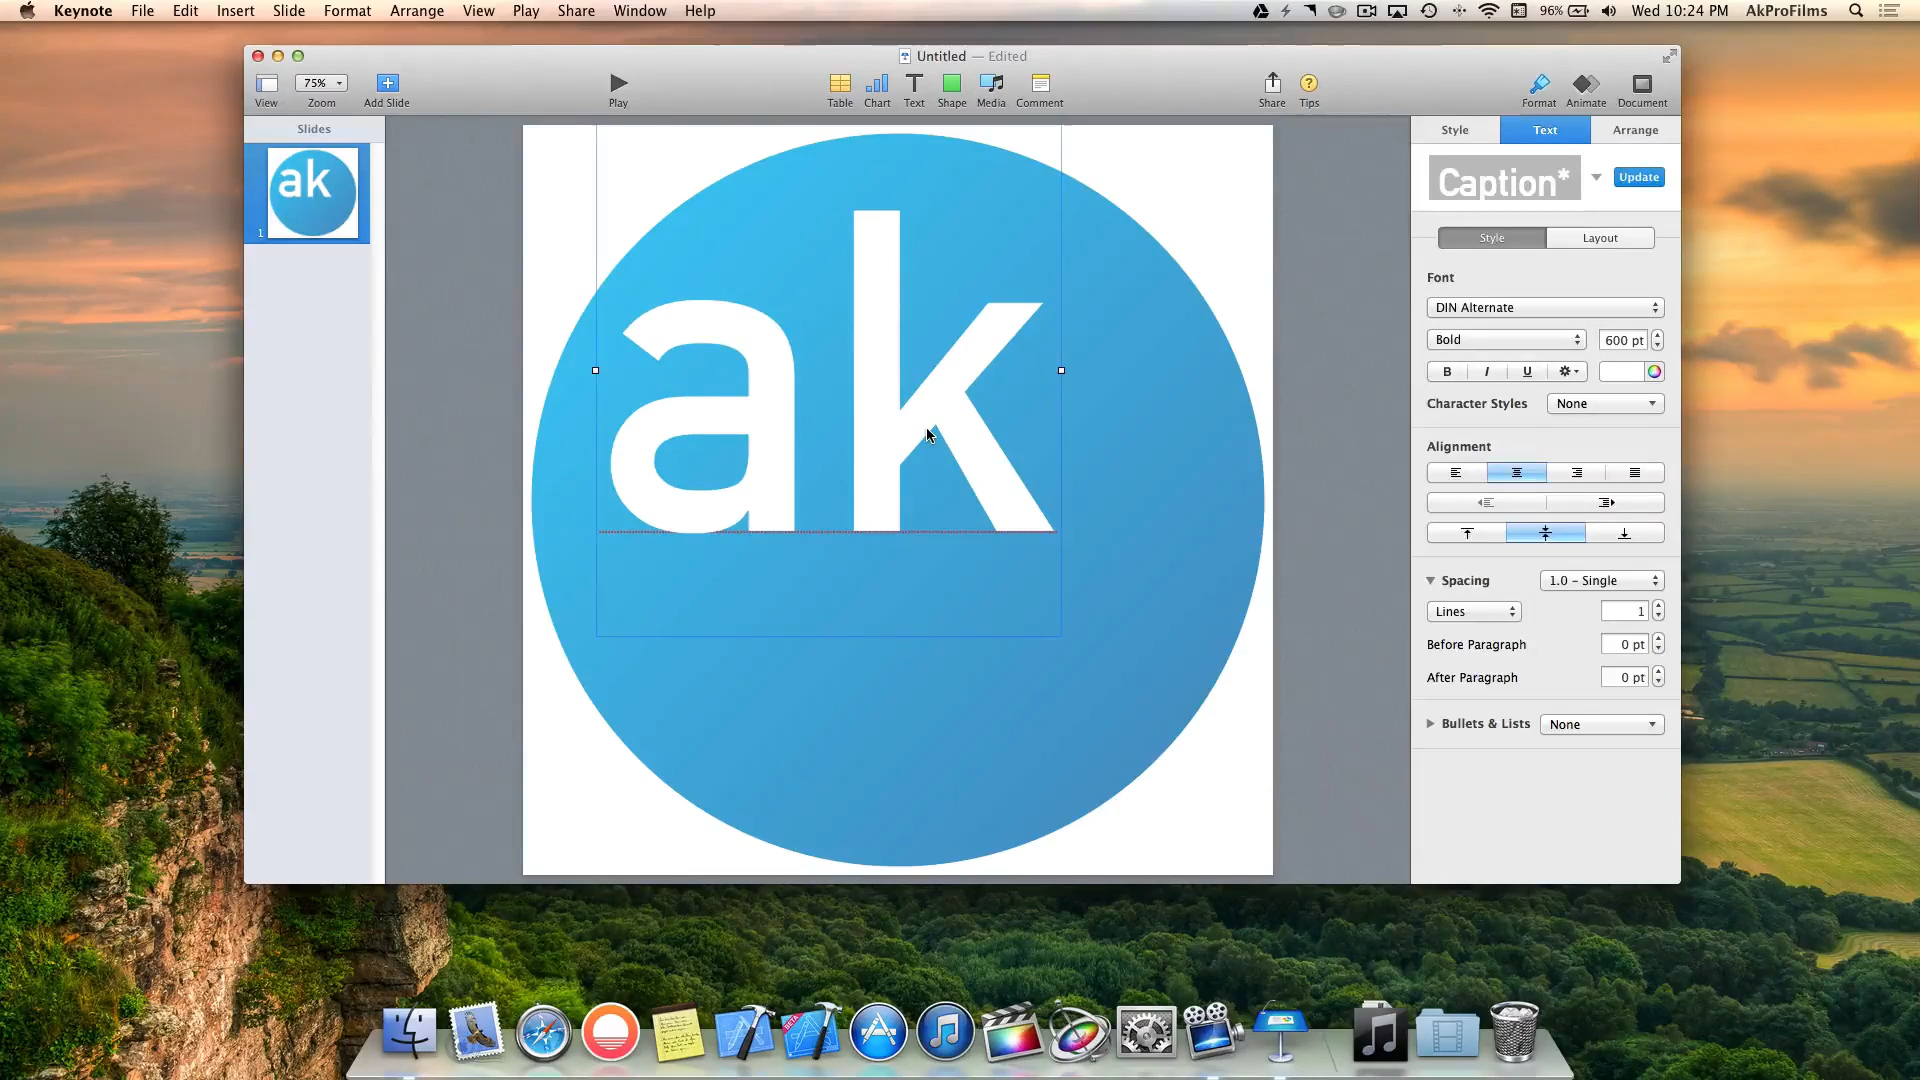 Keynote File Edit Insert Slide Format Arrange View Play Share Window Help
96% Wed 10:24 PM AkProFilms
Untitled — Edited
75%
View Zoom Add Slide Play Table Chart Text Shape Media Comment Share Tips Format Animate Document
Slides
ak
1
ak
Style Text Arrange
Caption* Update
Style Layout
Font
DIN Alternate
Bold 600 pt
B I U
Character Styles None
Alignment
Spacing 1.0 – Single
Lines 1
Before Paragraph 0 pt
After Paragraph 0 pt
Bullets & Lists None
BETA